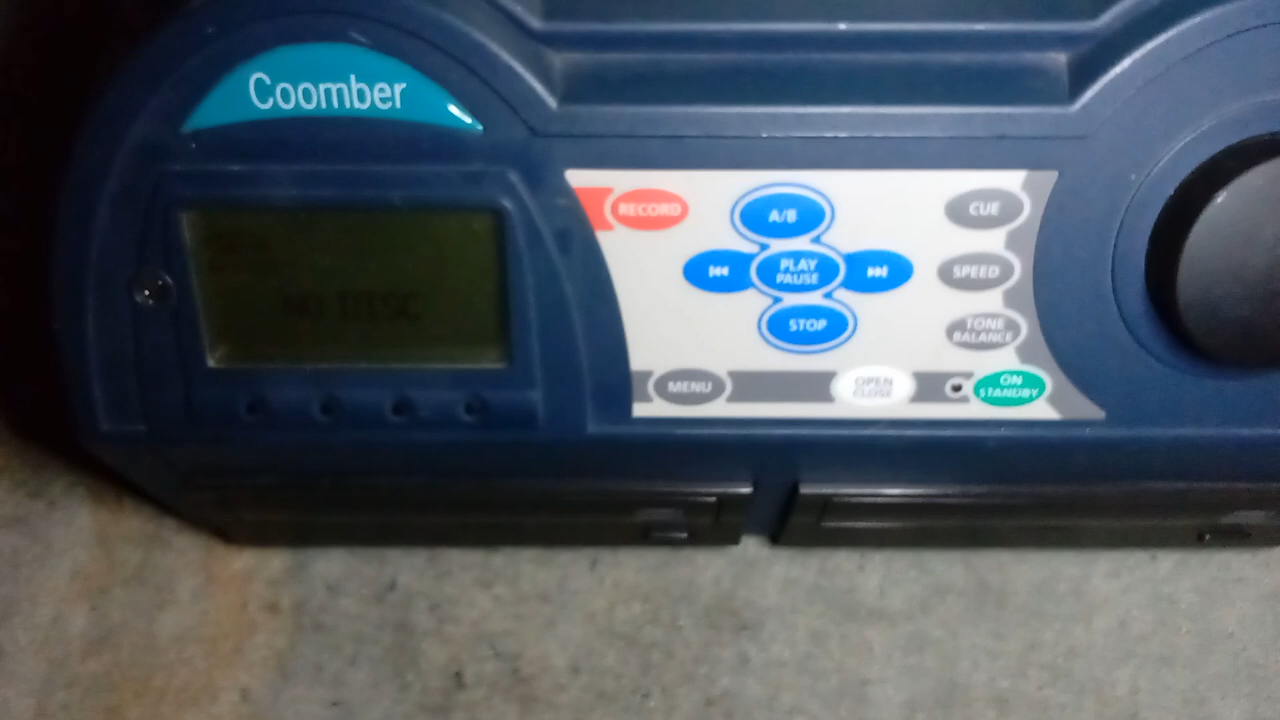 Coomber
NO DISC
RECORD
A/B
CUE
PLAY
PAUSE
SPEED
STOP
TONE
BALANCE
MENU
OPEN
CLOSE
ON
STANDBY